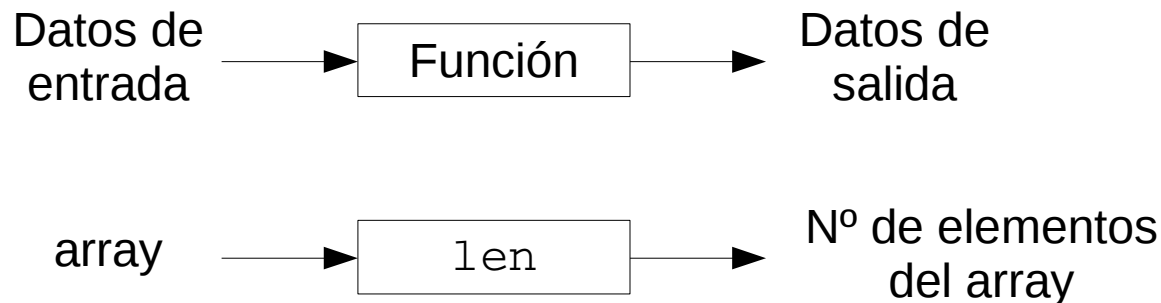 Datos de
entrada
Función
Datos de
salida
array
len
Nº de elementos
del array